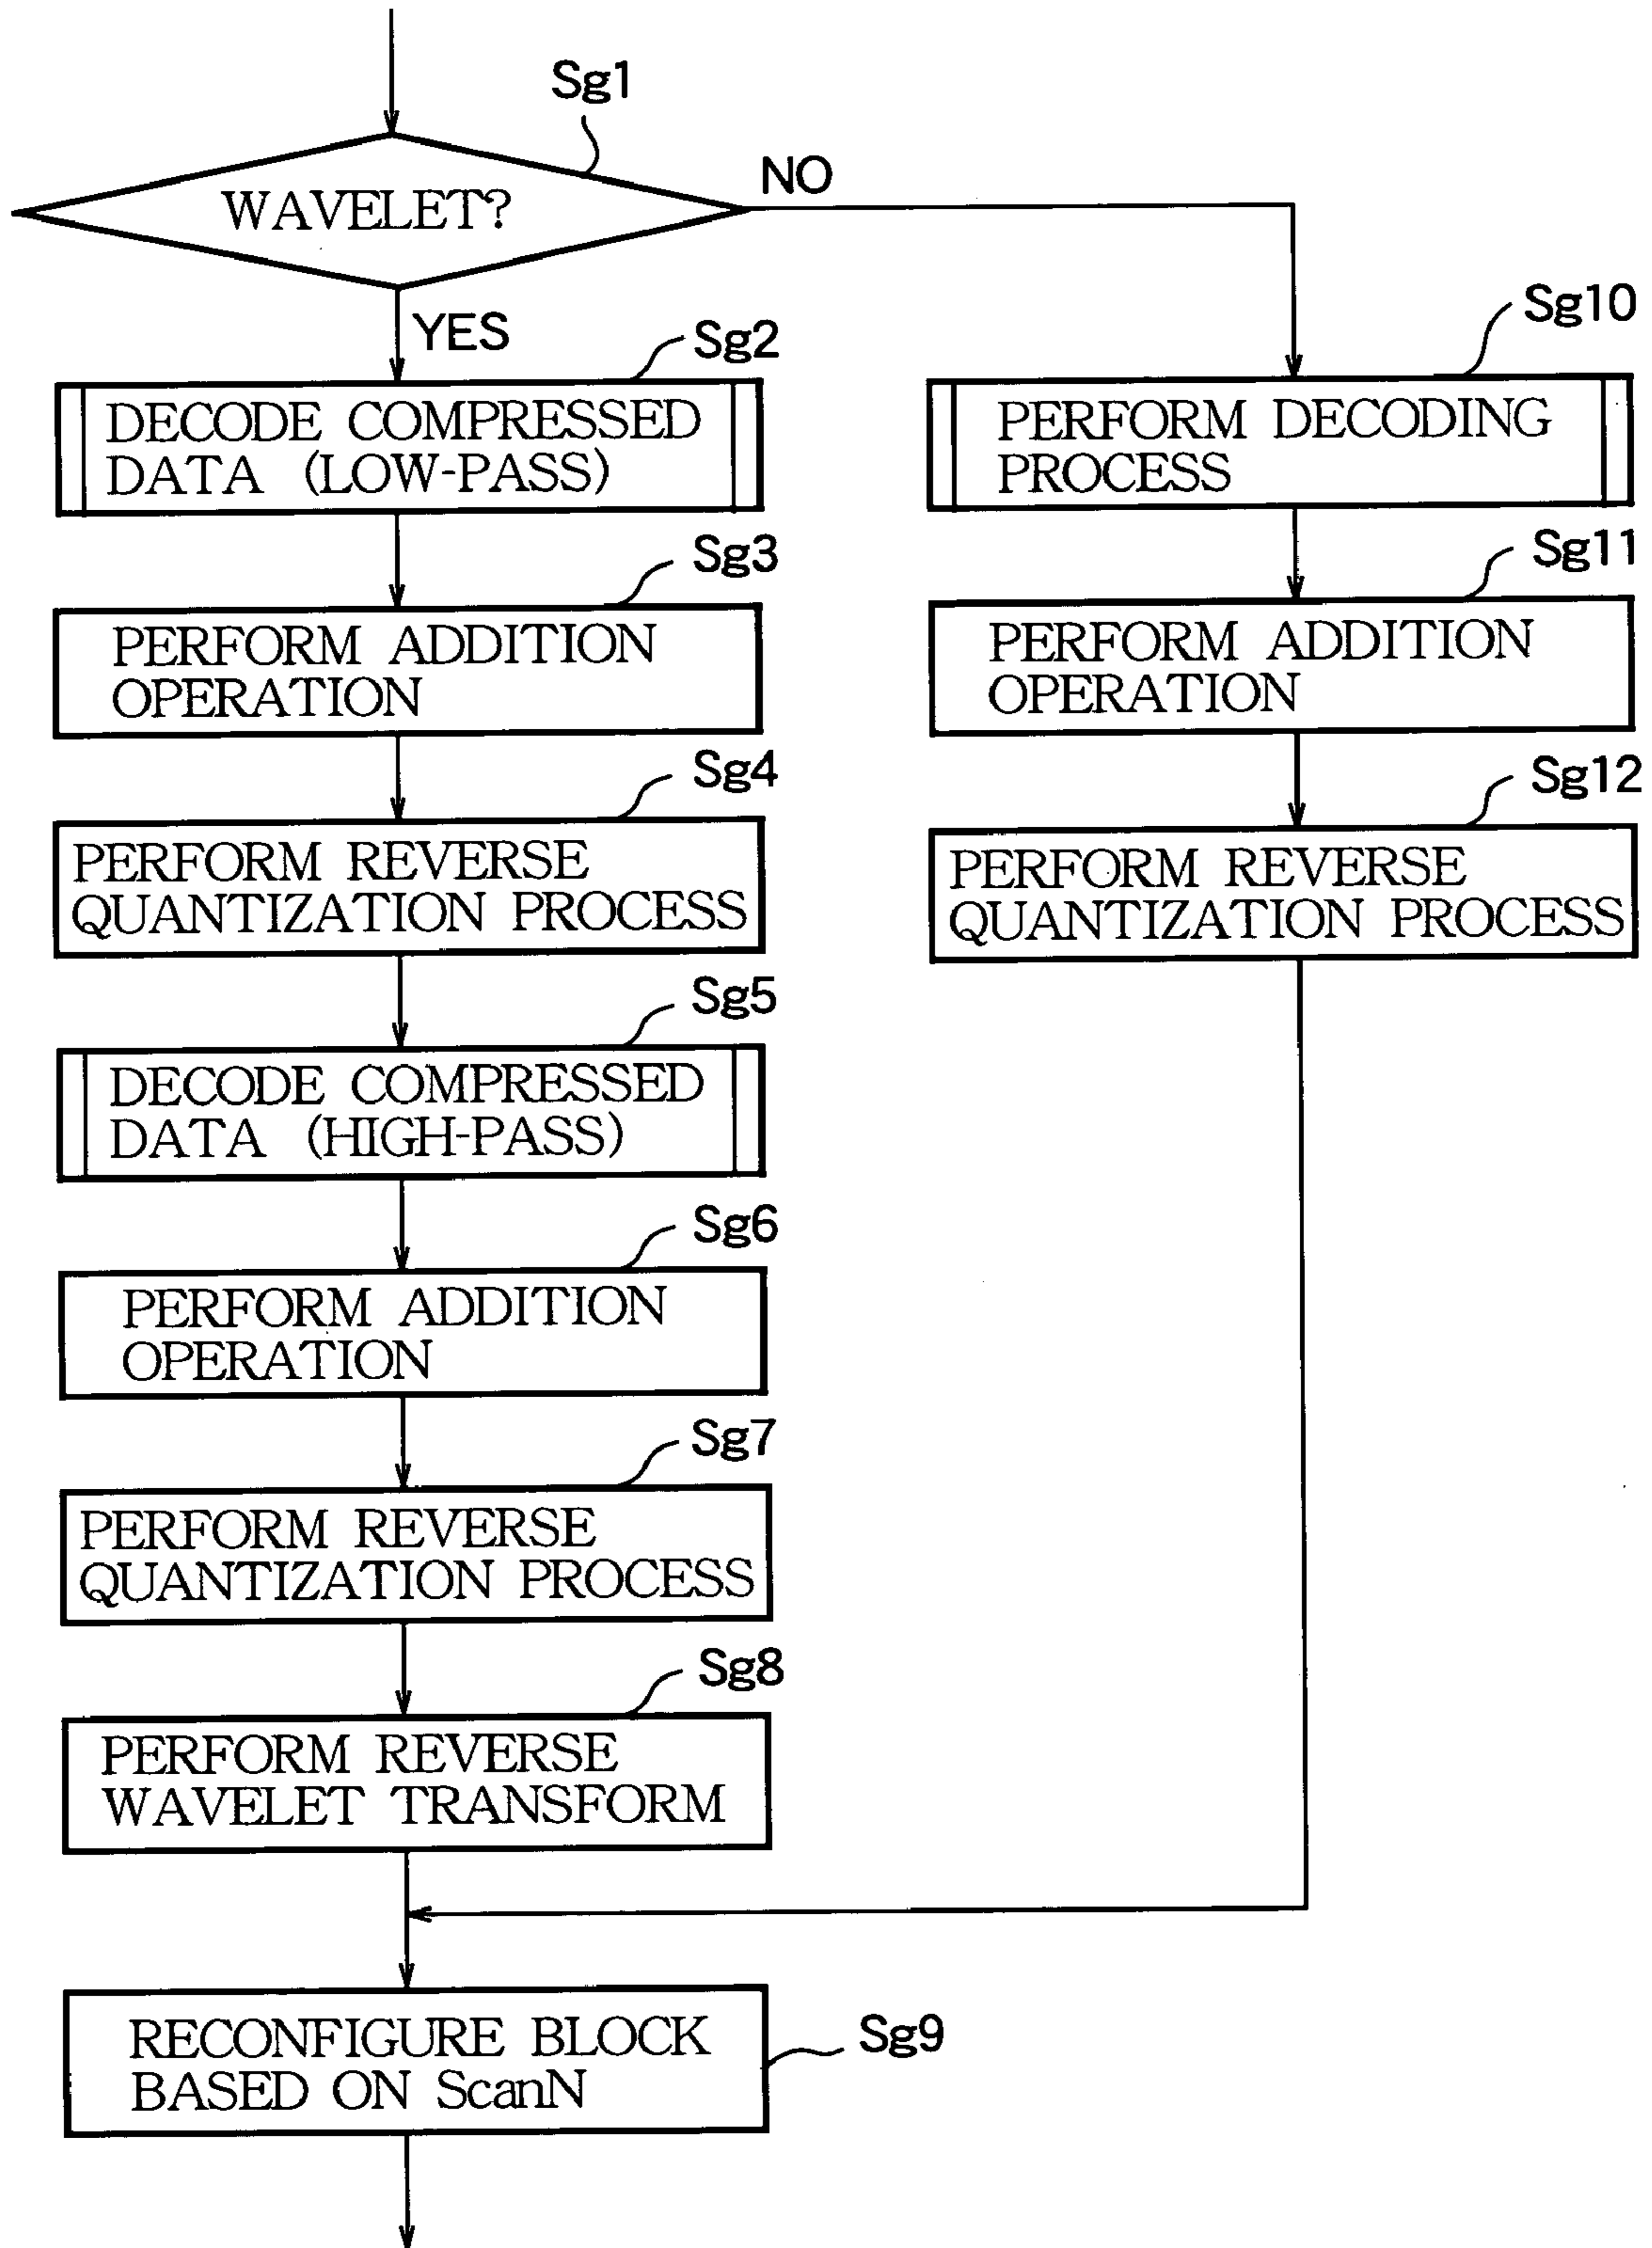 Sg1
WAVELET?
NO
YES
Sg2
DECODE COMPRESSED
DATA (LOW-PASS)
Sg3
PERFORM ADDITION
OPERATION
Sg4
PERFORM REVERSE
QUANTIZATION PROCESS
Sg5
DECODE COMPRESSED
DATA (HIGH-PASS)
Sg6
PERFORM ADDITION
OPERATION
Sg7
PERFORM REVERSE
QUANTIZATION PROCESS
Sg8
PERFORM REVERSE
WAVELET TRANSFORM
Sg10
PERFORM DECODING
PROCESS
Sg11
PERFORM ADDITION
OPERATION
Sg12
PERFORM REVERSE
QUANTIZATION PROCESS
RECONFIGURE BLOCK
BASED ON ScanN
Sg9